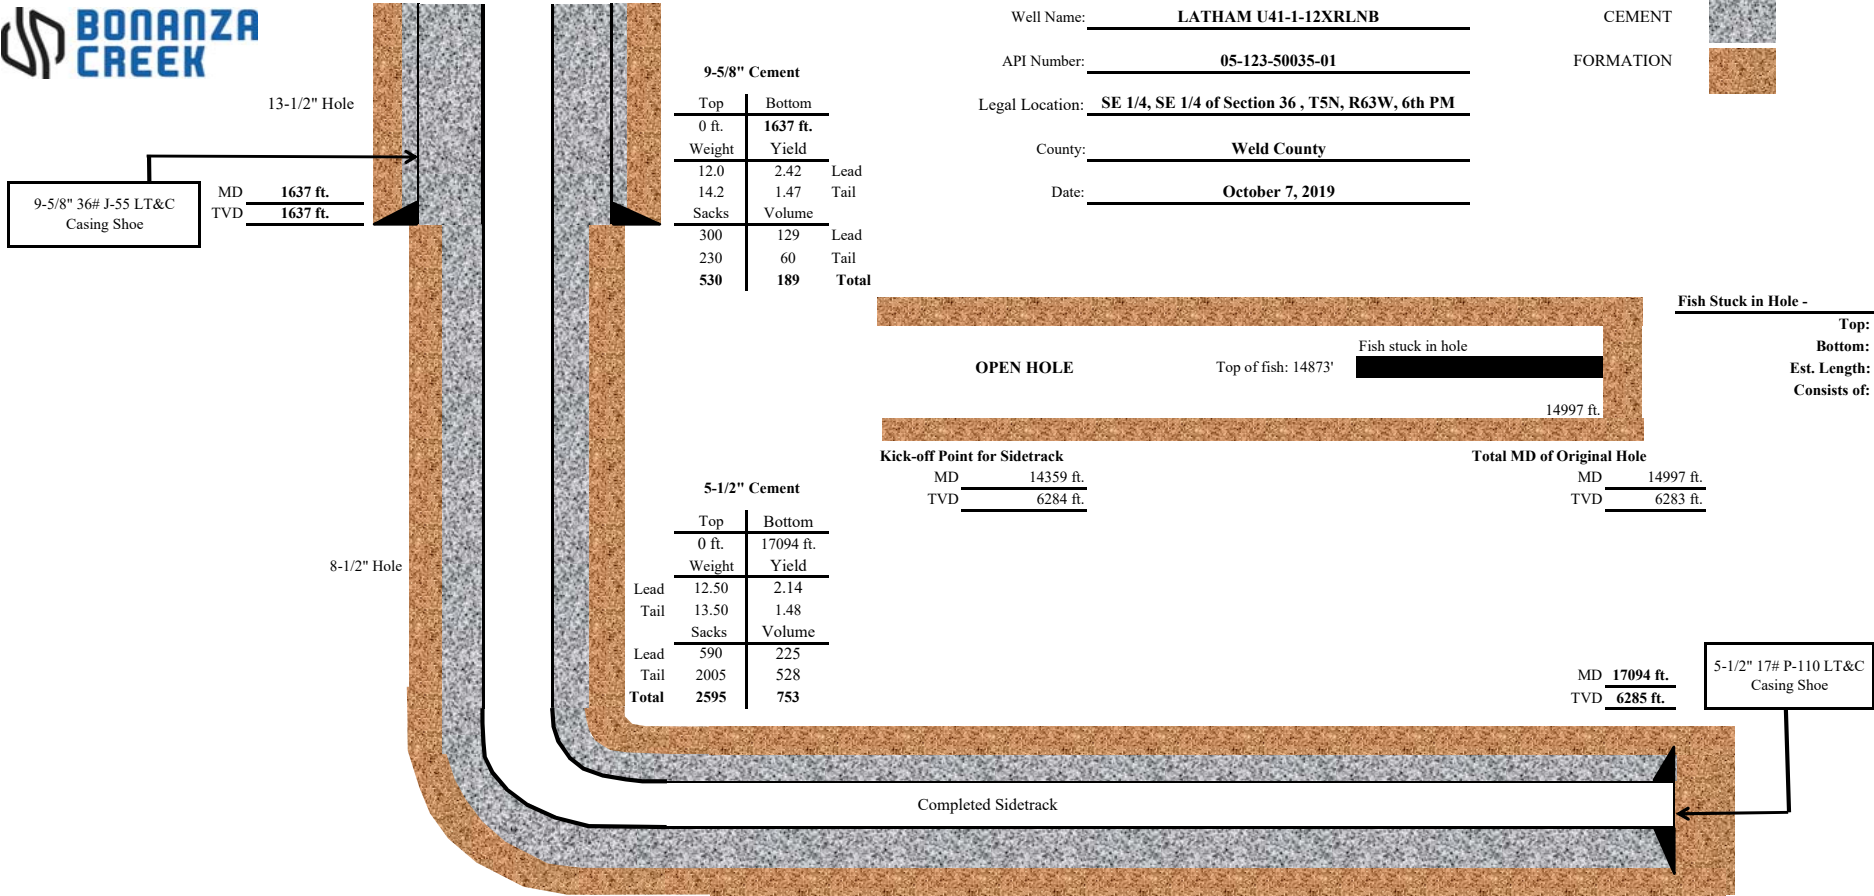 BONANZA
CREEK
Well Name: LATHAM U41-1-12XRLNB
API Number: 05-123-50035-01
Legal Location: SE 1/4, SE 1/4 of Section 36 , T5N, R63W, 6th PM
County: Weld County
Date: October 7, 2019
CEMENT
FORMATION
13-1/2" Hole
9-5/8" 36# J-55 LT&C
Casing Shoe
MD 1637 ft.
TVD 1637 ft.
9-5/8" Cement
Top Bottom
0 ft. 1637 ft.
Weight Yield
12.0 2.42 Lead
14.2 1.47 Tail
Sacks Volume
300 129 Lead
230 60 Tail
530 189 Total
Fish Stuck in Hole -
Top:
Bottom:
Est. Length:
Consists of:
Fish stuck in hole
OPEN HOLE Top of fish: 14873'
14997 ft.
Kick-off Point for Sidetrack
MD 14359 ft.
TVD 6284 ft.
Total MD of Original Hole
MD 14997 ft.
TVD 6283 ft.
8-1/2" Hole
5-1/2" Cement
Top Bottom
0 ft. 17094 ft.
Weight Yield
Lead 12.50 2.14
Tail 13.50 1.48
Sacks Volume
Lead 590 225
Tail 2005 528
Total 2595 753
MD 17094 ft.
TVD 6285 ft.
5-1/2" 17# P-110 LT&C
Casing Shoe
Completed Sidetrack